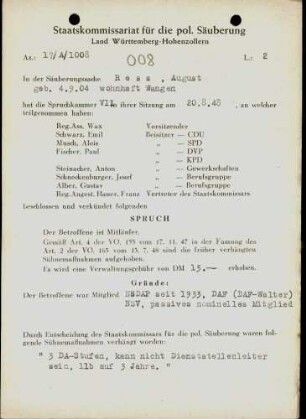 Staatskommissariat für die pol. Säuberung
Land Württemberg-Hohenzollern
Az.: 17/A/1008
008
L.: 2
In der Säuberungssache Ress, August
geb. 4.9.04 wohnhaft Wangen
hat die Spruchkammer VII in ihrer Sitzung am 20.8.48 , an welcher
teilgenommen haben:
Reg.Ass. Wax Vorsitzender
Schwarz, Emil Beisitzer – CDU
Musch, Alois „ – SPD
Fischer, Paul „ – DVP
„ – KPD
Steinacher, Anton „ – Gewerkschaften
Schneckenburger, Josef „ – Berufsgruppe
Alber, Gustav „ – Berufsgruppe
Reg.Angest. Hauer, Franz Vertreter des Staatskommissars
beschlossen und verkündet folgenden
SPRUCH
Der Betroffene ist Mitläufer.
Gemäß Art. 4 der VO. 133 vom 17. 11. 47 in der Fassung des
Art. 2 der VO. 165 vom 13. 7. 48 sind die früher verhängten
Sühnemaßnahmen aufgehoben.
Es wird eine Verwaltungsgebühr von DM 15.— erhoben.
Gründe:
Der Betroffene war Mitglied NSDAP seit 1933, DAF (DAF-Walter)
NSV, passives nominelles Mitglied
Durch Entscheidung des Staatskommissars für die pol. Säuberung waren folgende Sühnemaßnahmen verhängt worden:
" 3 DA-Stufen, kann nicht Dienststellenleiter
sein, llb auf 3 Jahre. "